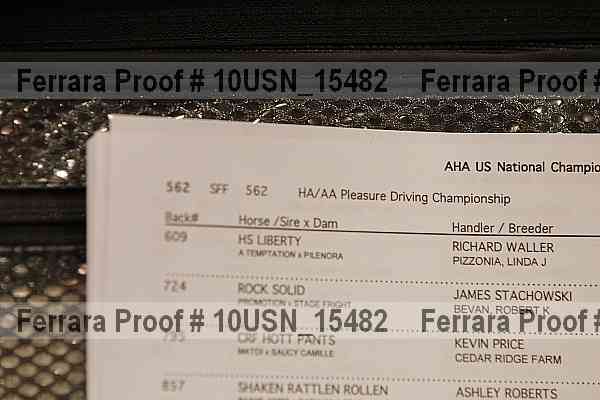 Ferrara Proof # 10USN_15482 Ferrara Proof #
AHA US National Champio
562 SFF 562 HA/AA Pleasure Driving Championship
Back# Horse /Sire x Dam Handler / Breeder
609 HS LIBERTY RICHARD WALLER
A TEMPTATION x PILENORA PIZZONIA, LINDA J
724 ROCK SOLID JAMES STACHOWSKI
PROMOTION x STAGE FRIGHT BEVAN, ROBERT K
Ferrara Proof # 10USN_15482 Ferrara Proof #
795 CRF HOTT PANTS KEVIN PRICE
MATOI x SAUCY CAMILLE CEDAR RIDGE FARM
857 SHAKEN RATTLEN ROLLEN ASHLEY ROBERTS